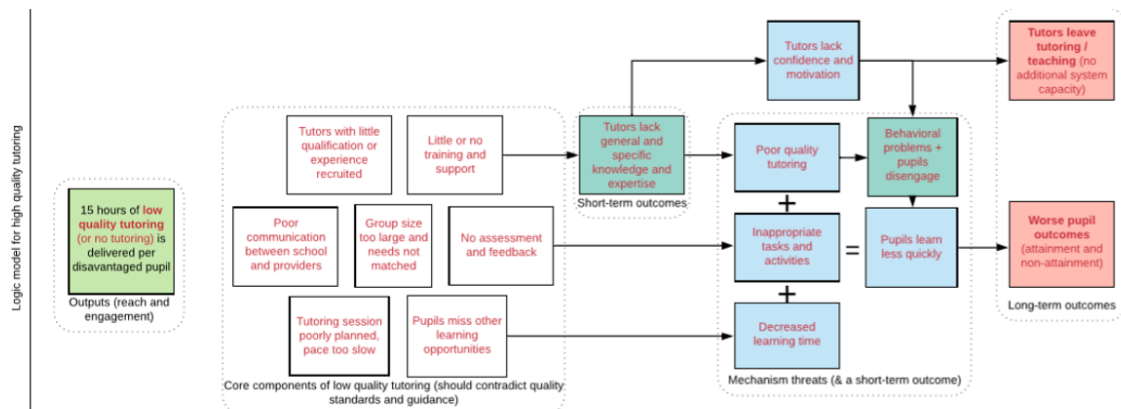 Logic model for high quality tutoring
15 hours of low
quality tutoring
(or no tutoring) is
delivered per
disavantaged pupil
Outputs (reach and
engagement)
Tutors with little
qualification or
experience
recruited
Little or no
training and
support
Poor
communication
between school
and providers
Group size
too large and
needs not
matched
No assessment
and feedback
Tutoring session
poorly planned,
pace too slow
Pupils miss other
learning
opportunities
Core components of low quality tutoring (should contradict quality
standards and guidance)
Tutors lack
general and
specific
knowledge and
expertise
Short-term outcomes
Tutors lack
confidence and
motivation
Poor quality
tutoring
+
Inappropriate
tasks and
activities
+
Decreased
learning time
=
Behavioral
problems +
pupils
disengage
Pupils learn
less quickly
Mechanism threats (& a short-term outcome)
Tutors leave
tutoring /
teaching (no
additional system
capacity)
Worse pupil
outcomes
(attainment and
non-attainment)
Long-term outcomes